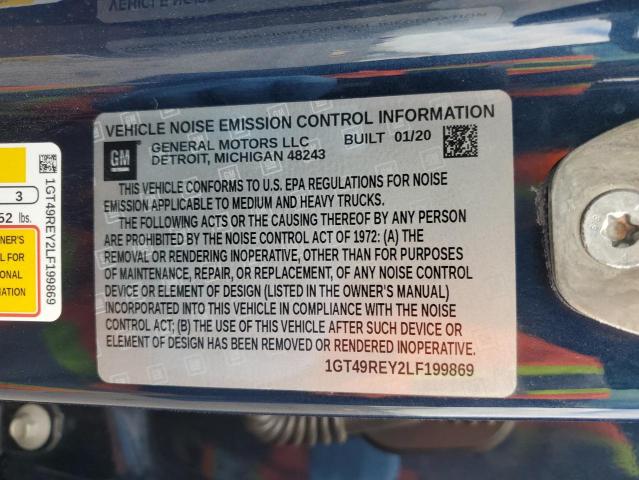 VEHICLE NOISE EMISSION CONTROL INFORMATION
GM
GENERAL MOTORS LLC BUILT 01/20
DETROIT, MICHIGAN 48243
THIS VEHICLE CONFORMS TO U.S. EPA REGULATIONS FOR NOISE
EMISSION APPLICABLE TO MEDIUM AND HEAVY TRUCKS.
THE FOLLOWING ACTS OR THE CAUSING THEREOF BY ANY PERSON
ARE PROHIBITED BY THE NOISE CONTROL ACT OF 1972: (A) THE
REMOVAL OR RENDERING INOPERATIVE, OTHER THAN FOR PURPOSES
OF MAINTENANCE, REPAIR, OR REPLACEMENT, OF ANY NOISE CONTROL
DEVICE OR ELEMENT OF DESIGN (LISTED IN THE OWNER'S MANUAL)
INCORPORATED INTO THIS VEHICLE IN COMPLIANCE WITH THE NOISE
CONTROL ACT; (B) THE USE OF THIS VEHICLE AFTER SUCH DEVICE OR
ELEMENT OF DESIGN HAS BEEN REMOVED OR RENDERED INOPERATIVE.
1GT49REY2LF199869
3
52 lbs.
WNER'S
L FOR
IONAL
MATION
1GT49REY2LF199869